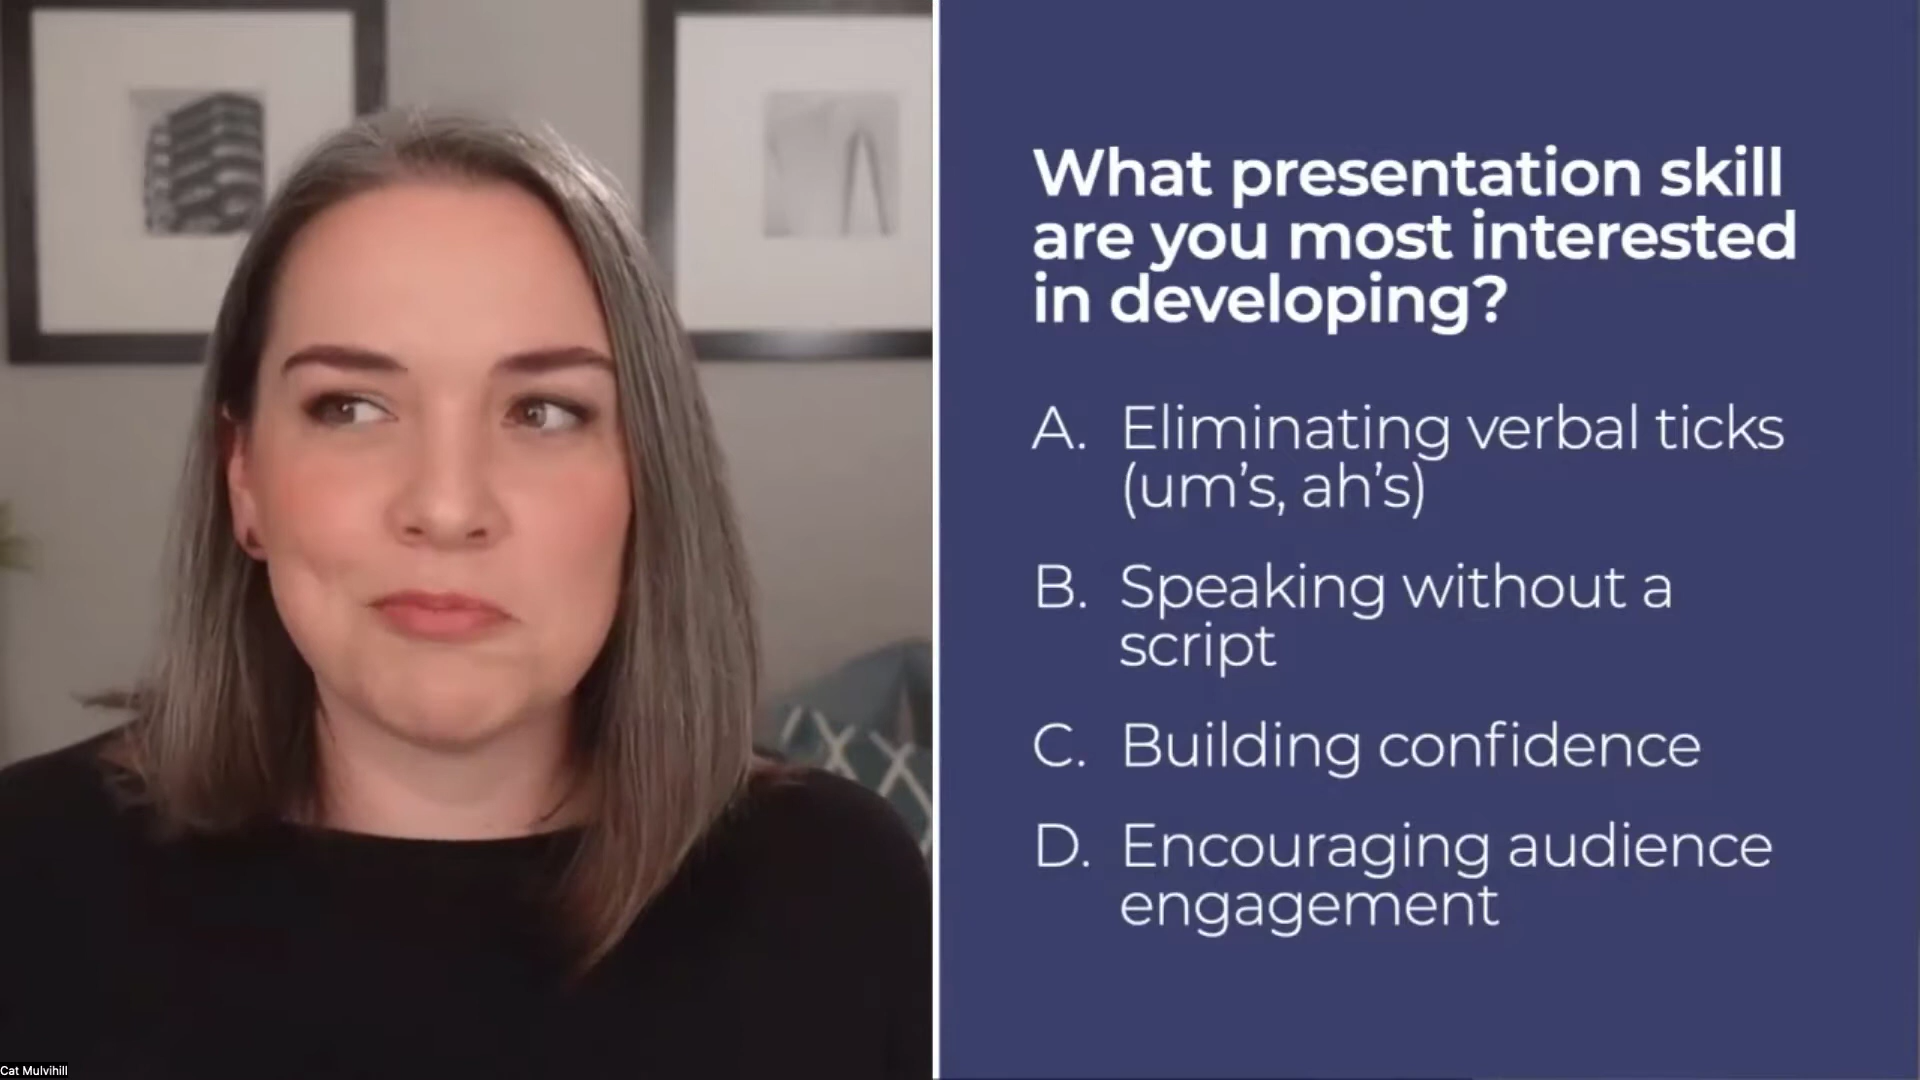 What presentation skill
are you most interested
in developing?
A. Eliminating verbal ticks
(um’s, ah’s)
B. Speaking without a
script
C. Building confidence
D. Encouraging audience
engagement
Cat Mulvihill